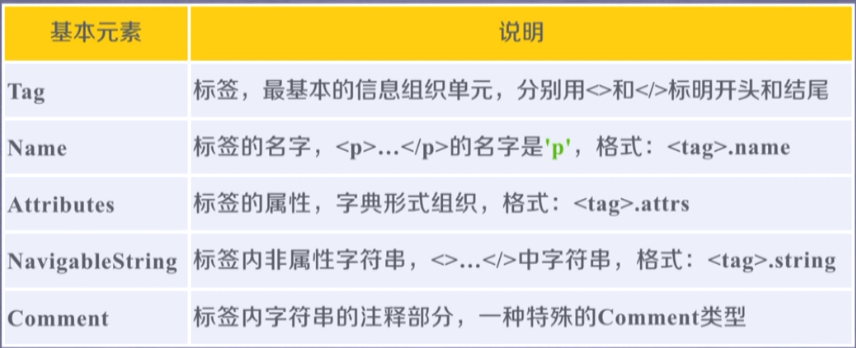 基本元素 说明
Tag 标签，最基本的信息组织单元，分别用<>和</>标明开头和结尾
Name 标签的名字，<p>…</p>的名字是'p'，格式：<tag>.name
Attributes 标签的属性，字典形式组织，格式：<tag>.attrs
NavigableString 标签内非属性字符串，<>…</>中字符串，格式：<tag>.string
Comment 标签内字符串的注释部分，一种特殊的Comment类型